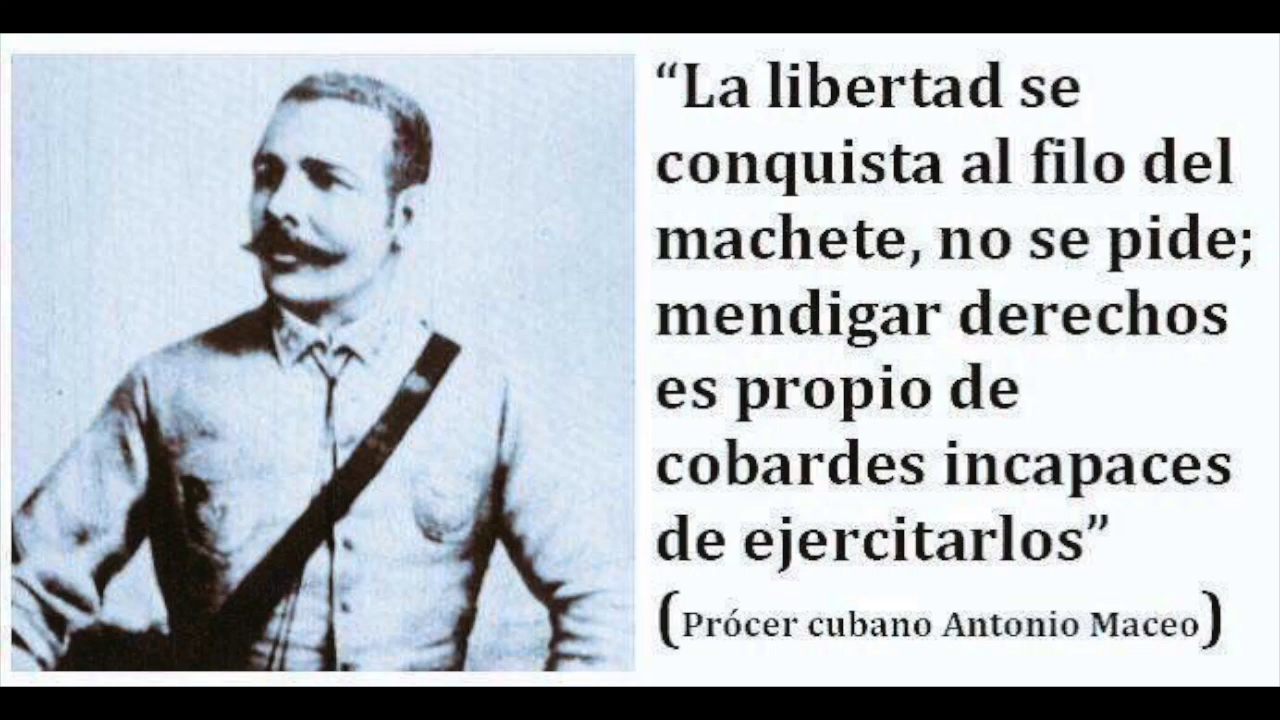 “La libertad se
conquista al filo del
machete, no se pide;
mendigar derechos
es propio de
cobardes incapaces
de ejercitarlos”
(Prócer cubano Antonio Maceo)